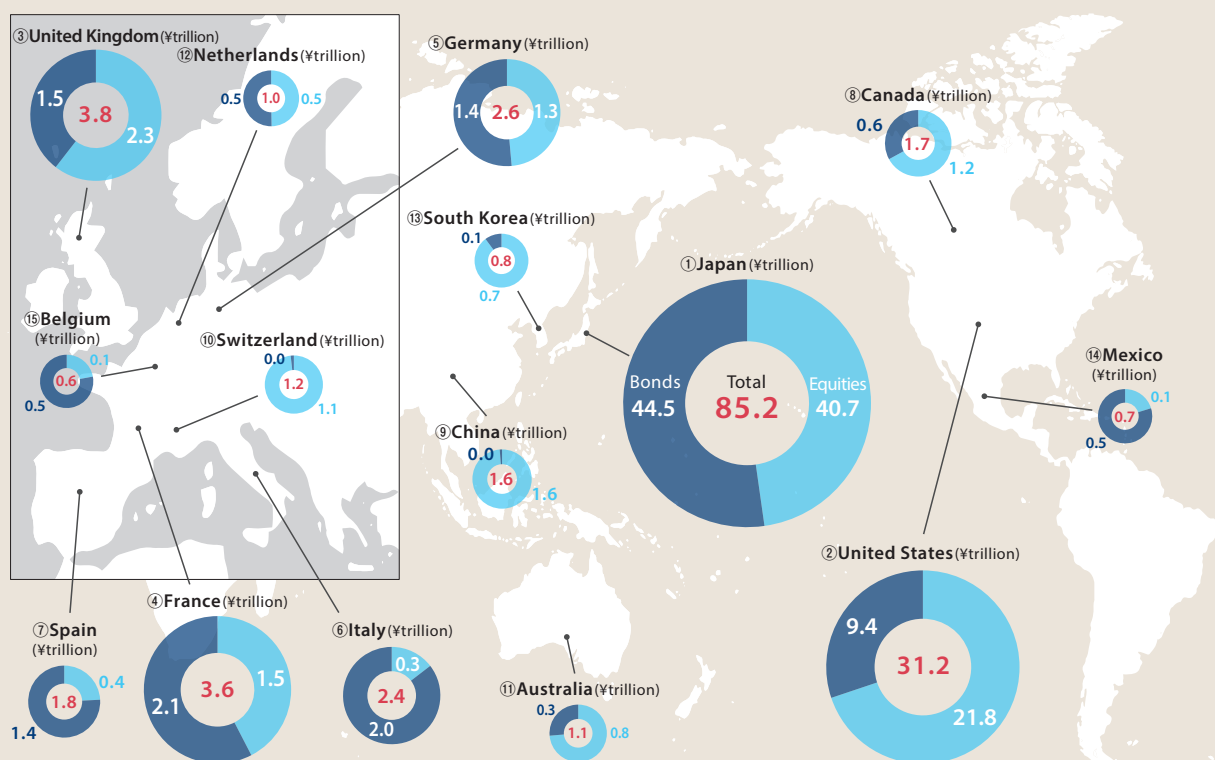 ③United Kingdom(¥trillion)
1.5
3.8
2.3
⑫Netherlands(¥trillion)
0.5
1.0
0.5
⑤Germany(¥trillion)
1.4
2.6
1.3
⑧Canada(¥trillion)
0.6
1.7
1.2
⑬South Korea(¥trillion)
0.1
0.8
0.7
①Japan(¥trillion)
Bonds
44.5
Total
85.2
Equities
40.7
⑮Belgium
(¥trillion)
0.1
0.6
0.5
⑩Switzerland(¥trillion)
0.0
1.2
1.1
⑭Mexico
(¥trillion)
0.1
0.7
0.5
⑨China(¥trillion)
0.0
1.6
1.6
②United States(¥trillion)
9.4
31.2
21.8
④France(¥trillion)
1.5
3.6
2.1
⑦Spain
(¥trillion)
0.4
1.8
1.4
⑥Italy(¥trillion)
0.3
2.4
2.0
⑪Australia(¥trillion)
0.3
1.1
0.8